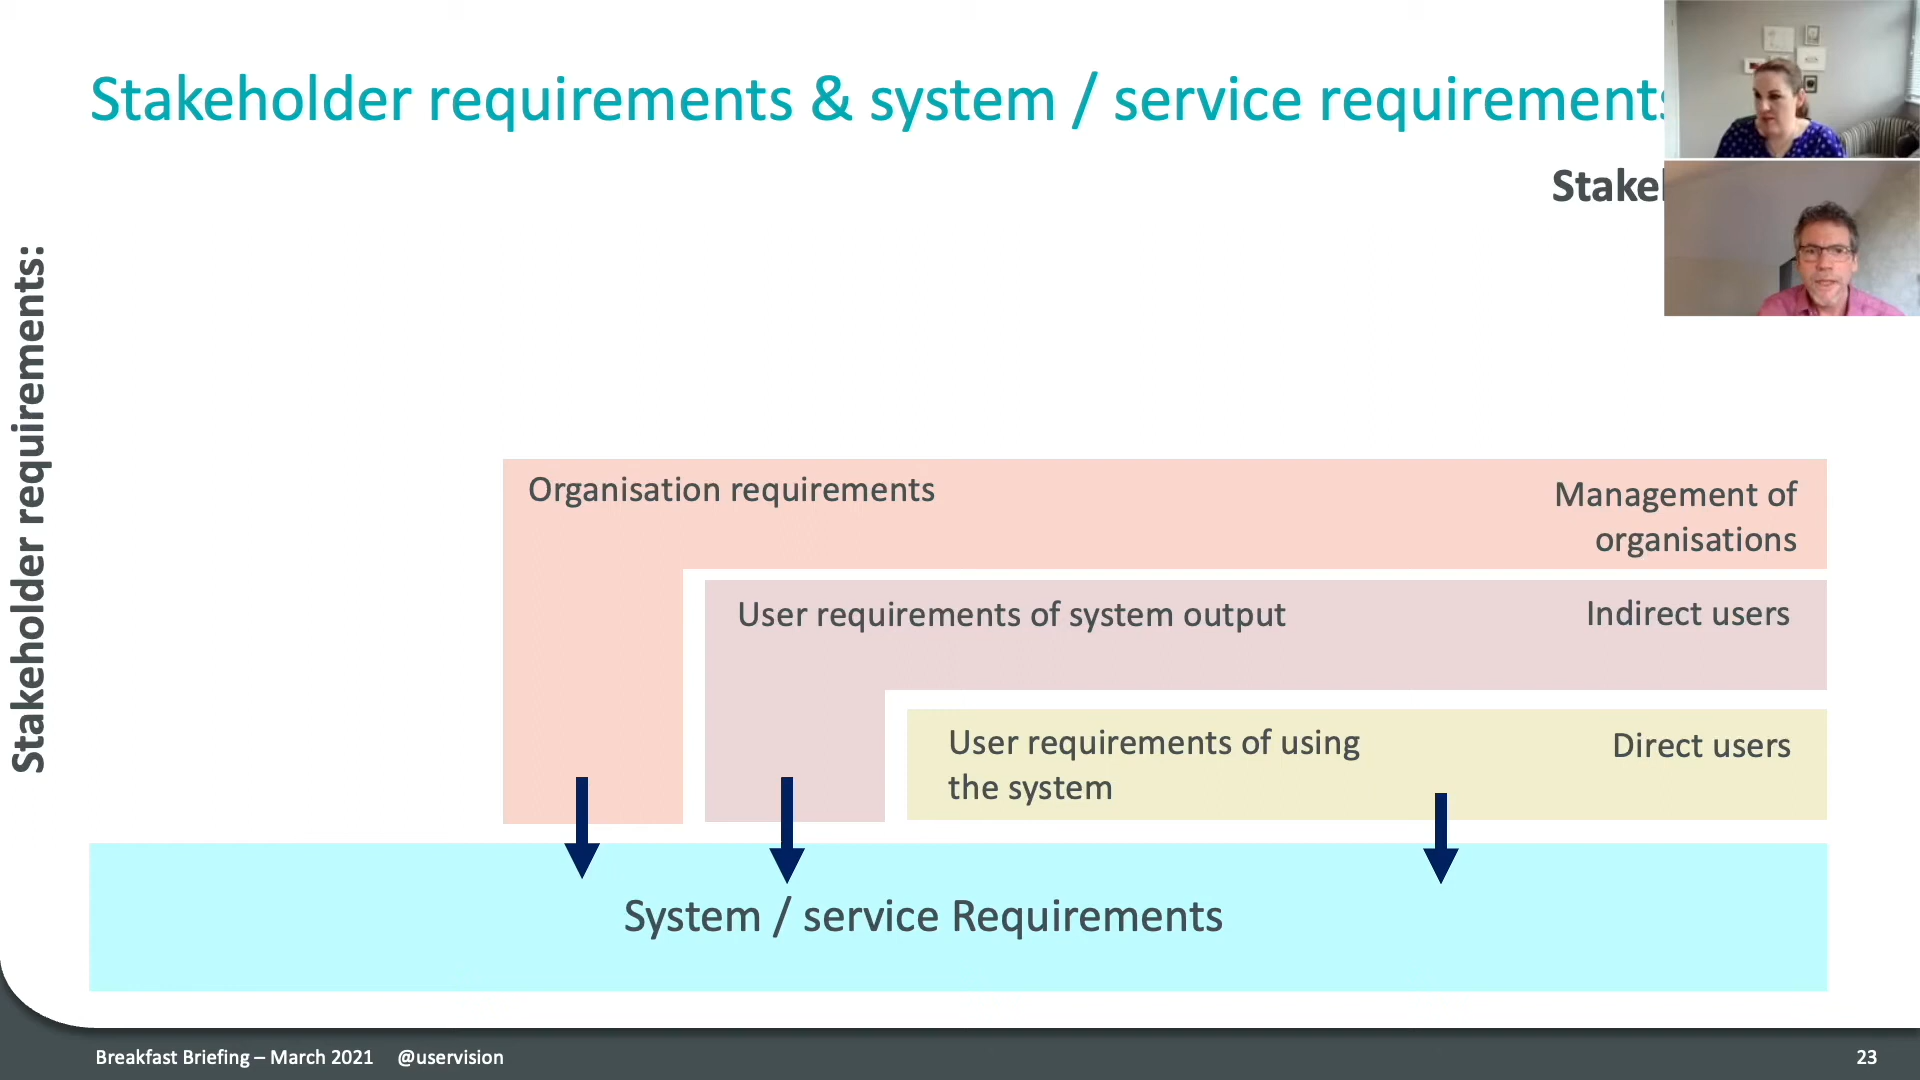 Stakeholder requirements & system / service requirements
Stakeholder requirements:
Organisation requirements
Management of
organisations
User requirements of system output
Indirect users
User requirements of using
the system
Direct users
System / service Requirements
Breakfast Briefing – March 2021 @uservision
23